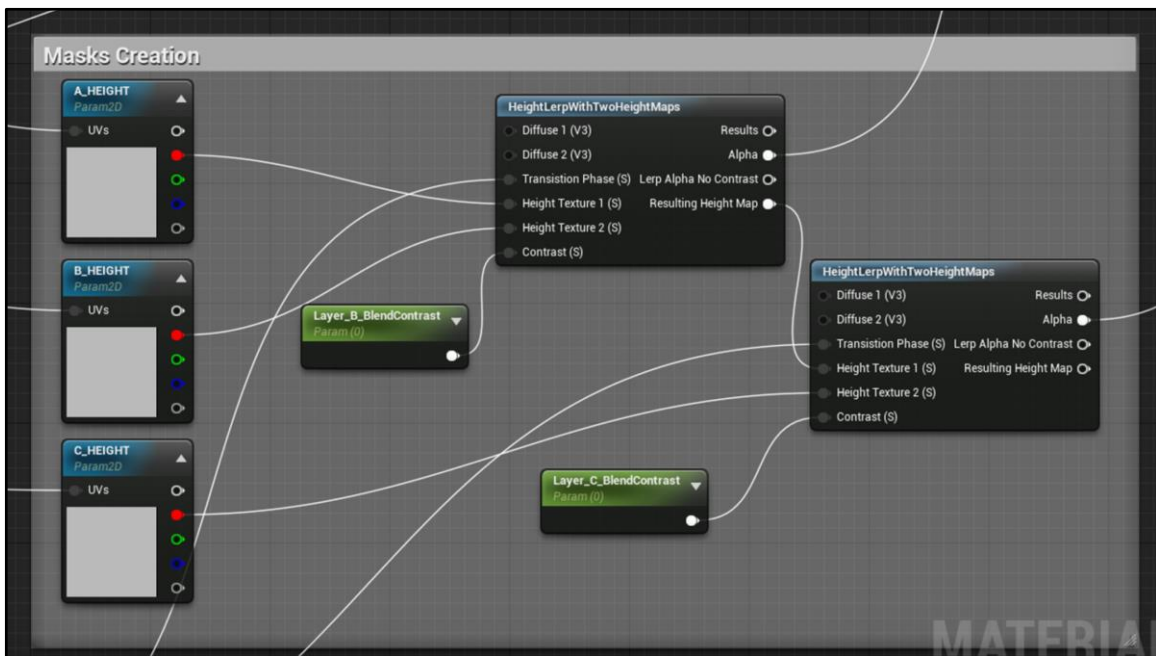 Masks Creation
A_HEIGHT
Param2D
UVs
B_HEIGHT
Param2D
UVs
C_HEIGHT
Param2D
UVs
Layer_B_BlendContrast
Param (0)
HeightLerpWithTwoHeightMaps
Diffuse 1 (V3) Results
Diffuse 2 (V3) Alpha
Transistion Phase (S) Lerp Alpha No Contrast
Height Texture 1 (S) Resulting Height Map
Height Texture 2 (S)
Contrast (S)
Layer_C_BlendContrast
Param (0)
HeightLerpWithTwoHeightMaps
Diffuse 1 (V3) Results
Diffuse 2 (V3) Alpha
Transistion Phase (S) Lerp Alpha No Contrast
Height Texture 1 (S) Resulting Height Map
Height Texture 2 (S)
Contrast (S)
MATERIA